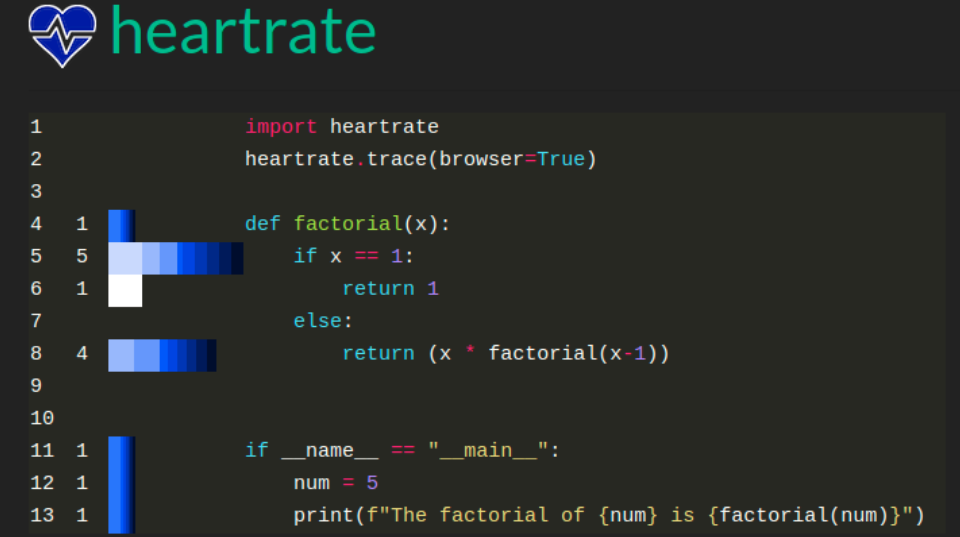 heartrate
1 import heartrate
2 heartrate.trace(browser=True)
3
4 1 def factorial(x):
5 5     if x == 1:
6 1         return 1
7     else:
8 4         return (x * factorial(x-1))
9
10
11 1 if __name__ == "__main__":
12 1     num = 5
13 1     print(f"The factorial of {num} is {factorial(num)}")